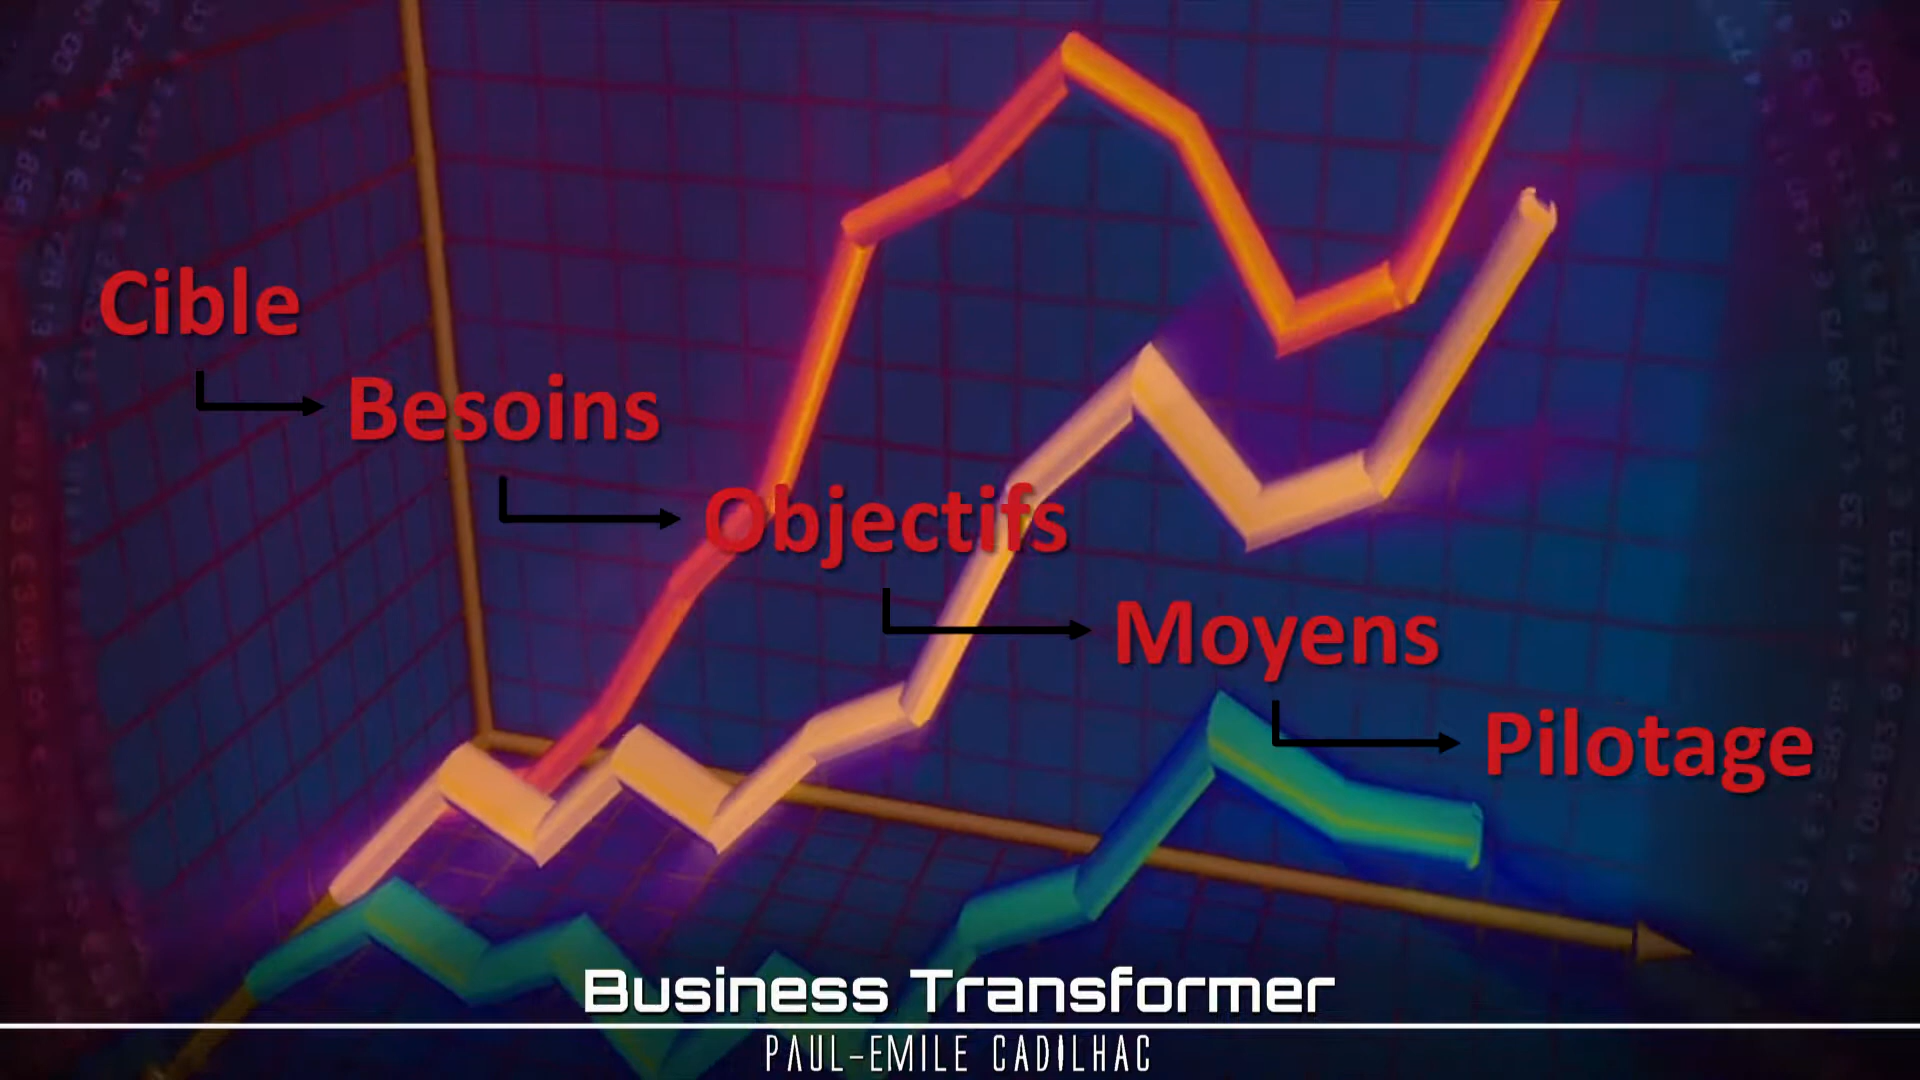 Cible
Besoins
Objectifs
Moyens
Pilotage
Business Transformer
PAUL-EMILE CADILHAC